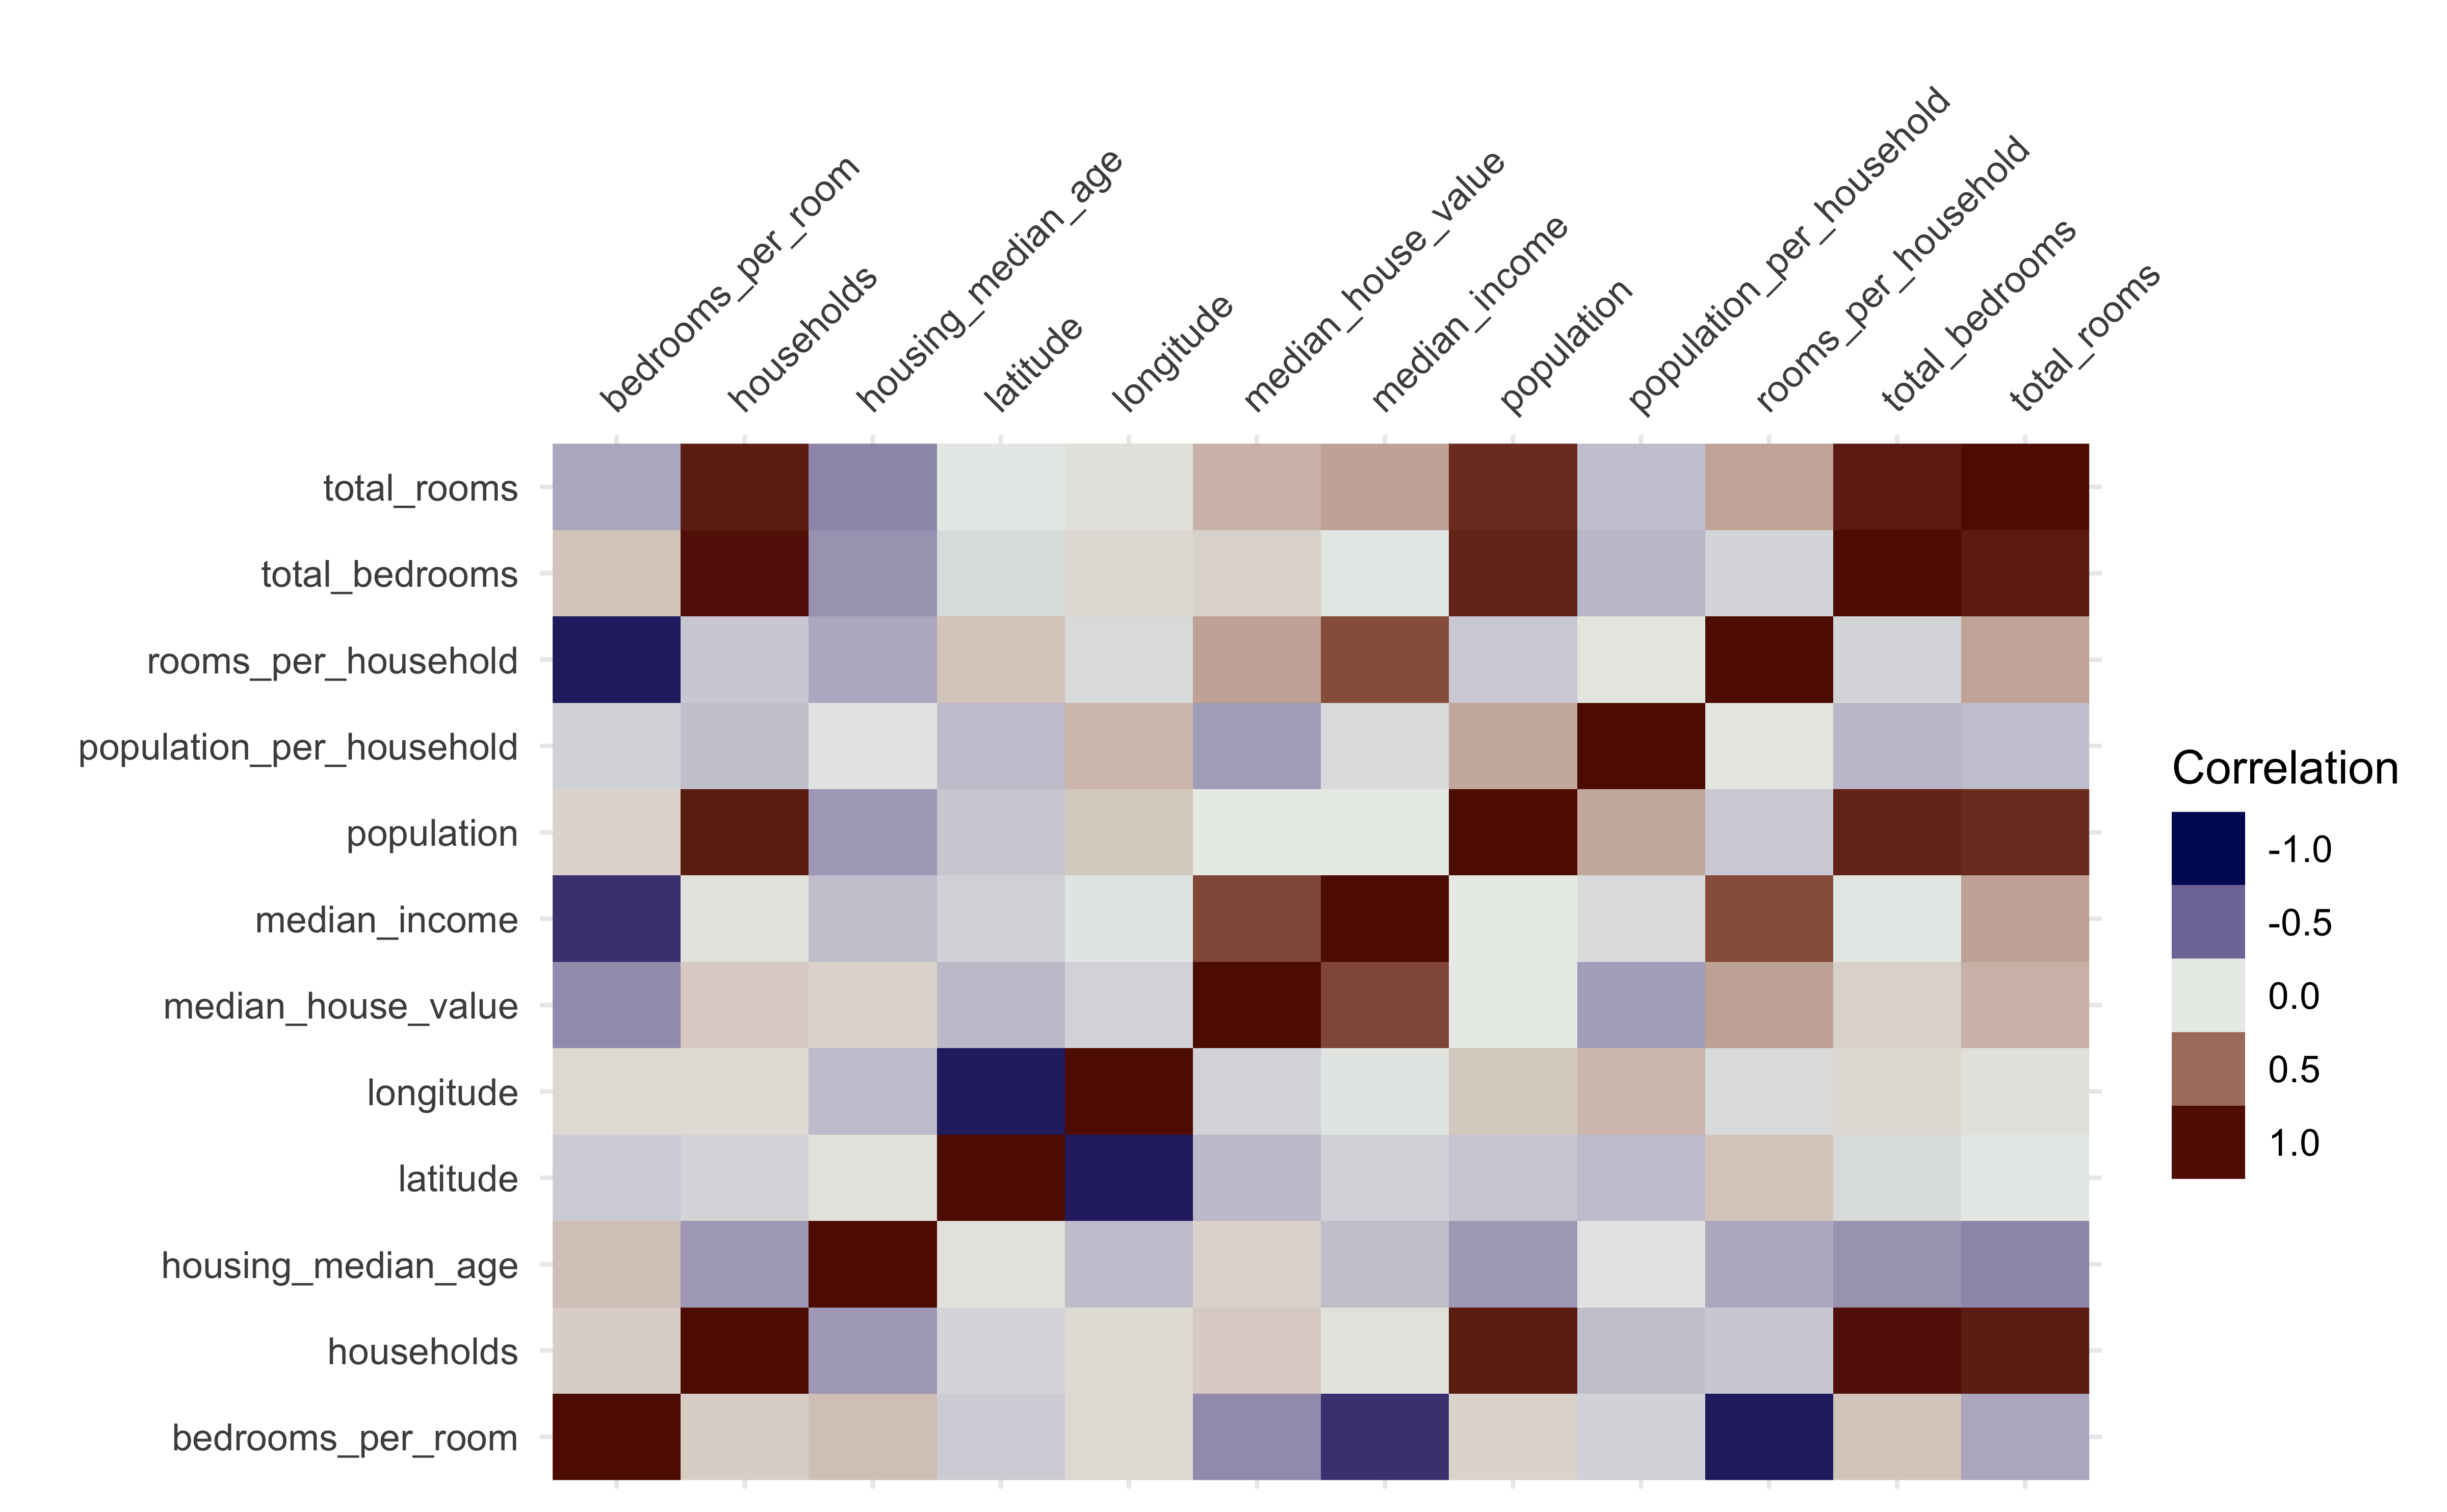 bedrooms_per_room
households
housing_median_age
latitude
longitude
median_house_value
median_income
population
population_per_household
rooms_per_household
total_bedrooms
total_rooms
total_rooms
total_bedrooms
rooms_per_household
population_per_household
population
median_income
median_house_value
longitude
latitude
housing_median_age
households
bedrooms_per_room
Correlation
-1.0
-0.5
0.0
0.5
1.0